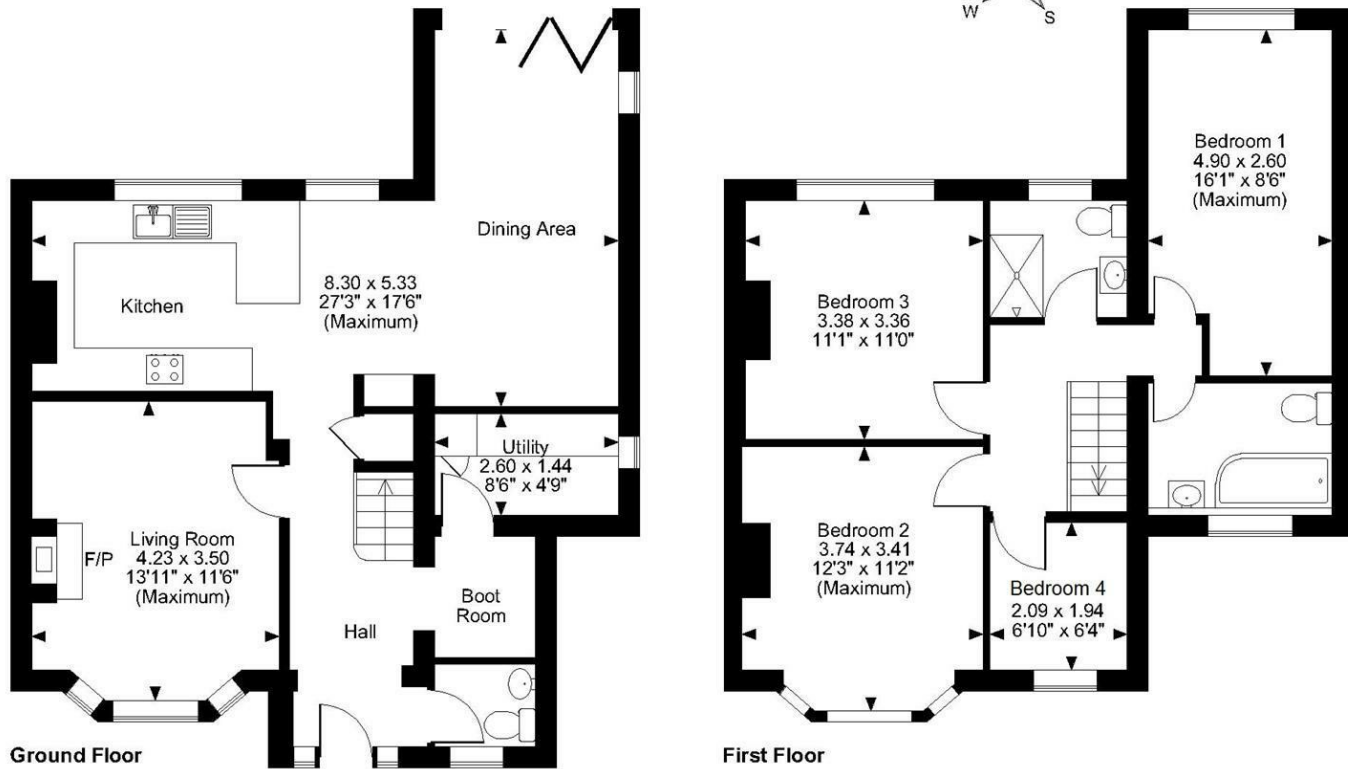 W
S
Dining Area
Kitchen
8.30 x 5.33
27'3" x 17'6"
(Maximum)
Utility
2.60 x 1.44
8'6" x 4'9"
Living Room
4.23 x 3.50
13'11" x 11'6"
(Maximum)
F/P
Boot
Room
Hall
Ground Floor
Bedroom 1
4.90 x 2.60
16'1" x 8'6"
(Maximum)
Bedroom 3
3.38 x 3.36
11'1" x 11'0"
Bedroom 2
3.74 x 3.41
12'3" x 11'2"
(Maximum)
Bedroom 4
2.09 x 1.94
6'10" x 6'4"
First Floor